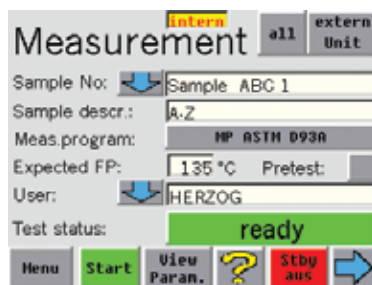 Measurement intern all extern Unit
Sample No: Sample ABC 1
Sample descr.: A-Z
Meas.program: MP ASTM D93A
Expected FP: 135 °C Pretest:
User: HERZOG
Test status: ready
Menu Start View Param. ? Stby aus